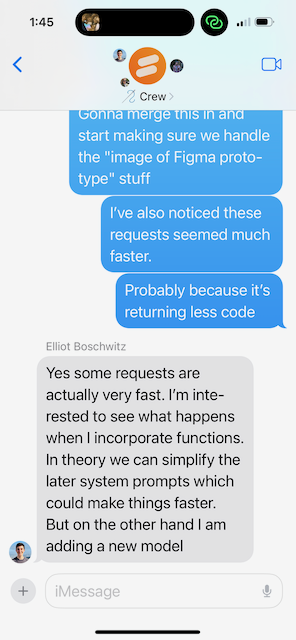 1:45
Crew
Gonna merge this in and
start making sure we handle
the "image of Figma proto-
type" stuff
I've also noticed these
requests seemed much
faster.
Probably because it's
returning less code
Elliot Boschwitz
Yes some requests are
actually very fast. I'm inte-
rested to see what happens
when I incorporate functions.
In theory we can simplify the
later system prompts which
could make things faster.
But on the other hand I am
adding a new model
iMessage